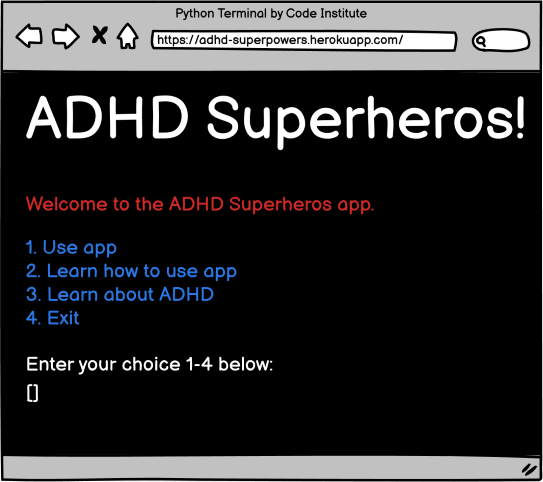 Python Terminal by Code Institute
https://adhd-superpowers.herokuapp.com/
ADHD Superheros!
Welcome to the ADHD Superheros app.
1. Use app
2. Learn how to use app
3. Learn about ADHD
4. Exit
Enter your choice 1-4 below:
[]